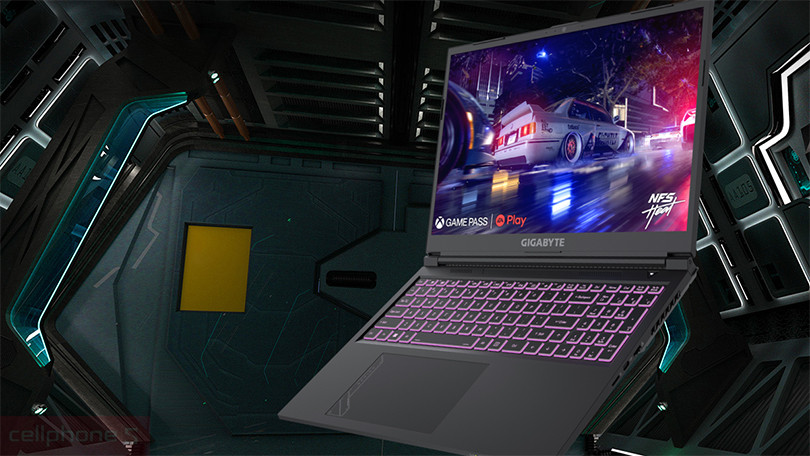 GAME PASS
EA Play
NFS
Heat
GIGABYTE
cellphone S